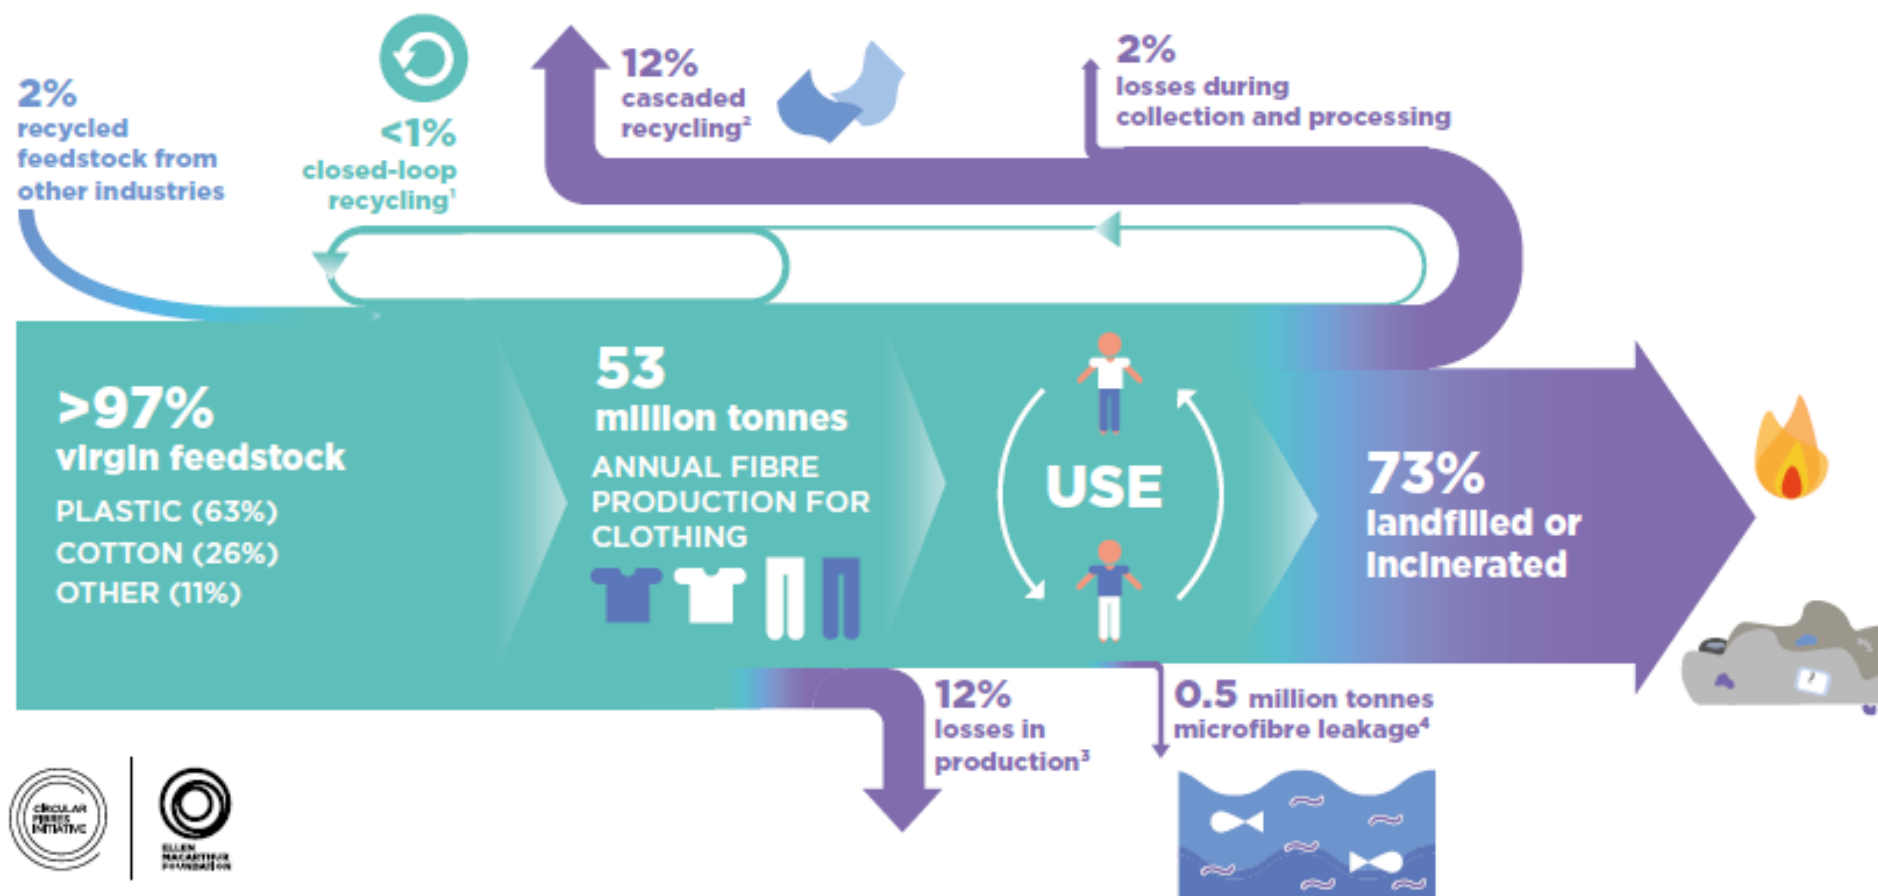 2%
recycled
feedstock from
other industries
<1%
closed-loop
recycling¹
12%
cascaded
recycling²
2%
losses during
collection and processing
>97%
virgin feedstock
PLASTIC (63%)
COTTON (26%)
OTHER (11%)
53
million tonnes
ANNUAL FIBRE
PRODUCTION FOR
CLOTHING
USE
73%
landfilled or
incinerated
12%
losses in
production³
0.5 million tonnes
microfibre leakage⁴
CIRCULAR
FIBRES
INITIATIVE
ELLEN
MACARTHUR
FOUNDATION